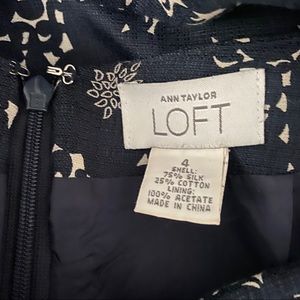 ANN TAYLOR
LOFT
4
SHELL:
75% SILK
25% COTTON
LINING:
100% ACETATE
MADE IN CHINA